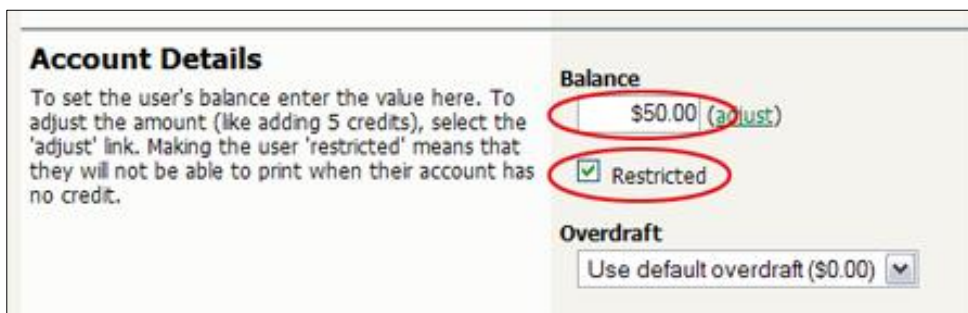 Account Details
To set the user's balance enter the value here. To
adjust the amount (like adding 5 credits), select the
'adjust' link. Making the user 'restricted' means that
they will not be able to print when their account has
no credit.
Balance
$50.00 (adjust)
Restricted
Overdraft
Use default overdraft ($0.00)